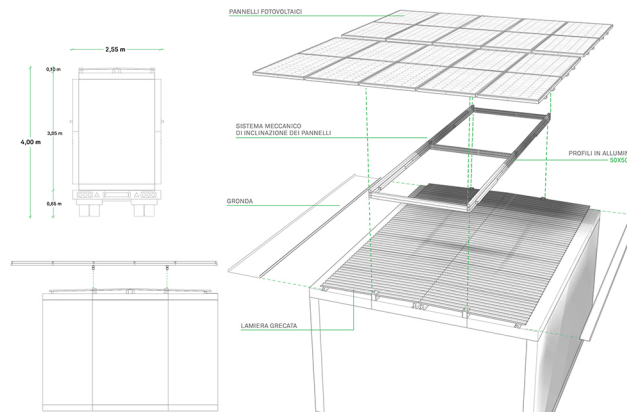 PANNELLI FOTOVOLTAICI
2,55 m
0,10 m
4,00 m
3,05 m
0,85 m
SISTEMA MECCANICO
DI INCLINAZIONE DEI PANNELLI
PROFILI IN ALLUMIN
50X50
GRONDA
LAMIERA GRECATA